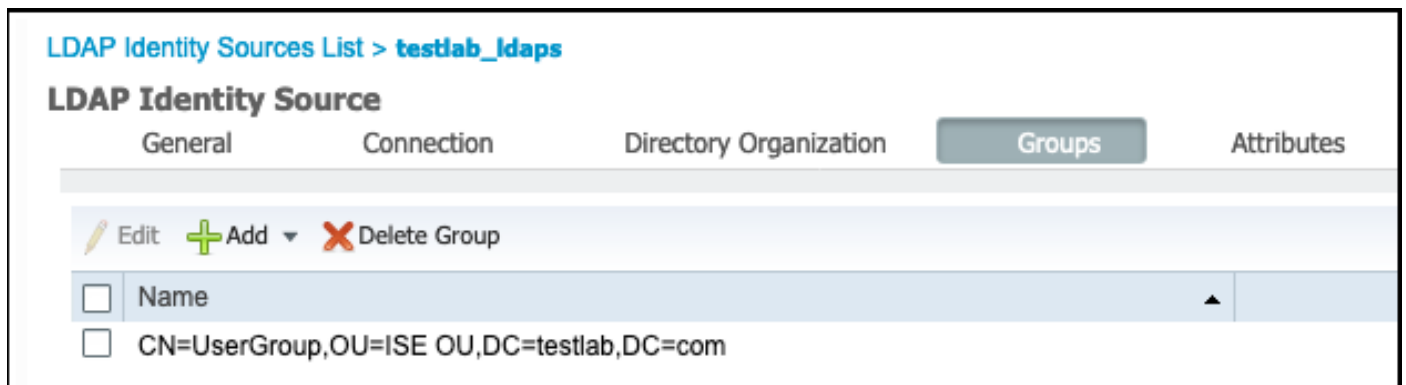 LDAP Identity Sources List > testlab_ldaps
LDAP Identity Source
General Connection Directory Organization Groups Attributes
Edit Add Delete Group
Name
CN=UserGroup,OU=ISE OU,DC=testlab,DC=com